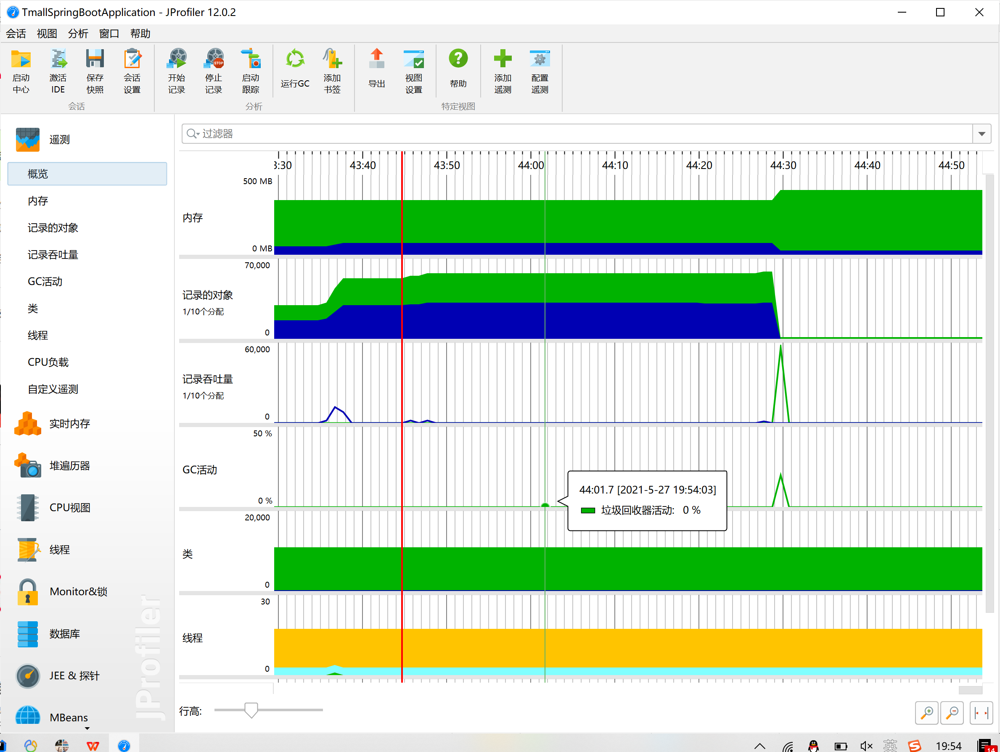 TmallSpringBootApplication - JProfiler 12.0.2
会话 视图 分析 窗口 帮助
启动中心 激活IDE 保存快照 会话设置 开始记录 停止记录 启动跟踪 运行GC 添加书签 导出 视图设置 帮助 添加遥测 配置遥测
会话 分析 特定视图
遥测
概览
内存
记录的对象
记录吞吐量
GC活动
类
线程
CPU负载
自定义遥测
实时内存
堆遍历器
CPU视图
线程
Monitor&锁
数据库
JEE & 探针
MBeans
JProfiler
过滤器
3:30 43:40 43:50 44:00 44:10 44:20 44:30 44:40 44:50
500 MB
内存
0 MB
70,000
记录的对象
1/10个分配
0
60,000
记录吞吐量
1/10个分配
0
50 %
GC活动
0 %
44:01.7 [2021-5-27 19:54:03]
垃圾回收器活动: 0 %
20,000
类
0
30
线程
0
行高:
英 19:54 14